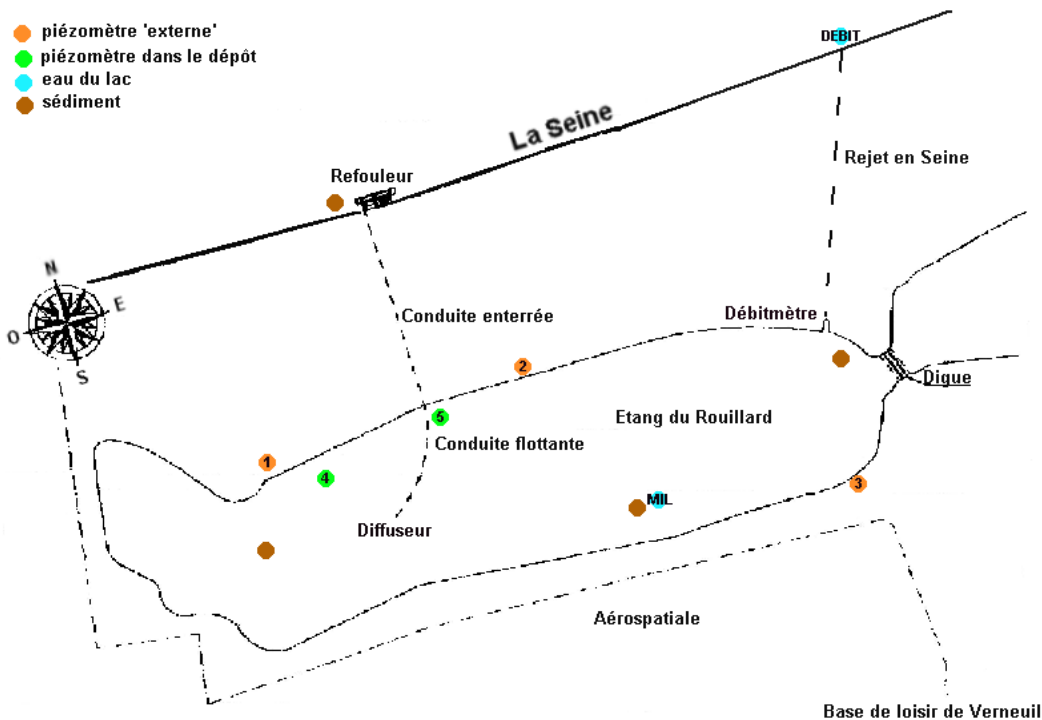 piézomètre 'externe'
piézomètre dans le dépôt
eau du lac
sédiment
DEBIT
La Seine
Rejet en Seine
Refouleur
N
E
O
S
Conduite enterrée
Débitmètre
2
Digue
5
Etang du Rouillard
Conduite flottante
1
4
3
MIL
Diffuseur
Aérospatiale
Base de loisir de Verneuil